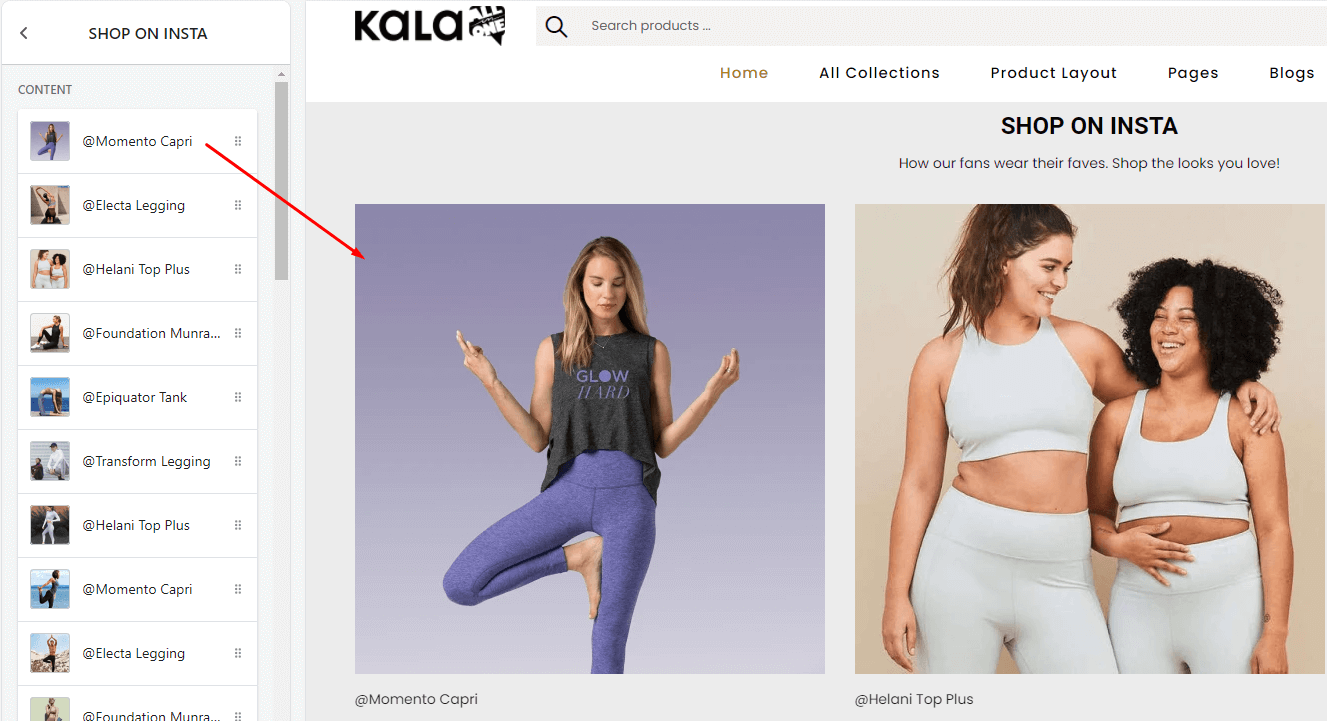 SHOP ON INSTA
CONTENT
@Momento Capri
@Electa Legging
@Helani Top Plus
@Foundation Munra...
@Epiquator Tank
@Transform Legging
@Helani Top Plus
@Momento Capri
@Electa Legging
@Foundation Munra...
KALA ALL ONE
Search products ...
Home All Collections Product Layout Pages Blogs
SHOP ON INSTA
How our fans wear their faves. Shop the looks you love!
GLOW
HARD
@Momento Capri
@Helani Top Plus